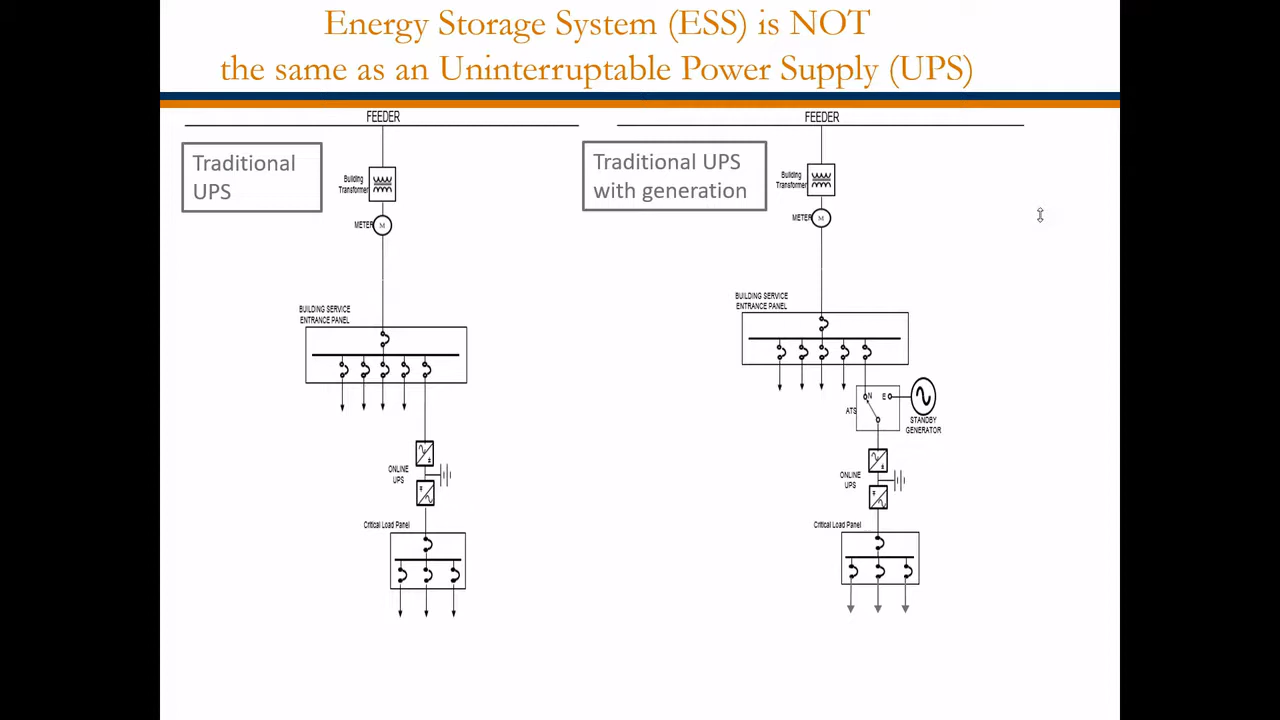 Energy Storage System (ESS) is NOT
the same as an Uninterruptable Power Supply (UPS)
FEEDER
Traditional
UPS
Building
Transformer
METER
M
BUILDING SERVICE
ENTRANCE PANEL
ONLINE
UPS
Critical Load Panel
FEEDER
Traditional UPS
with generation
Building
Transformer
METER
M
BUILDING SERVICE
ENTRANCE PANEL
N
E
ATS
STANDBY
GENERATOR
ONLINE
UPS
Critical Load Panel